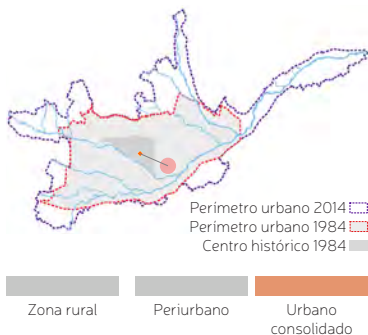 Perímetro urbano 2014
Perímetro urbano 1984
Centro histórico 1984
Zona rural
Periurbano
Urbano
consolidado